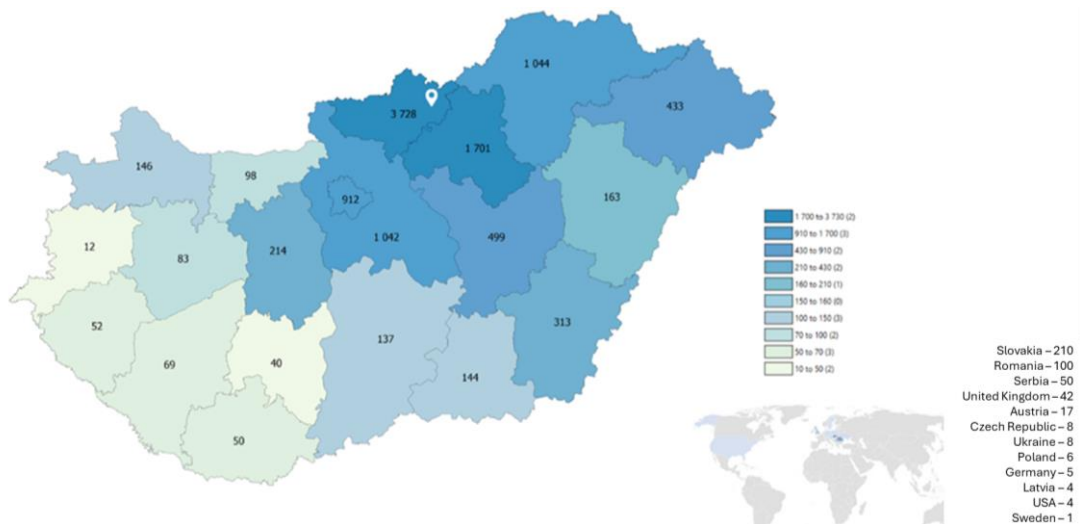 1 044
433
3 728
1 701
146
98
163
912
12
499
1 042
214
83
313
52
137
69
40
144
50
1 700 to 3 730 (2)
910 to 1 700 (3)
430 to 910 (2)
210 to 430 (2)
160 to 210 (1)
150 to 160 (0)
100 to 150 (3)
70 to 100 (2)
50 to 70 (3)
10 to 50 (2)
Slovakia – 210
Romania – 100
Serbia – 50
United Kingdom – 42
Austria – 17
Czech Republic – 8
Ukraine – 8
Poland – 6
Germany – 5
Latvia – 4
USA – 4
Sweden – 1